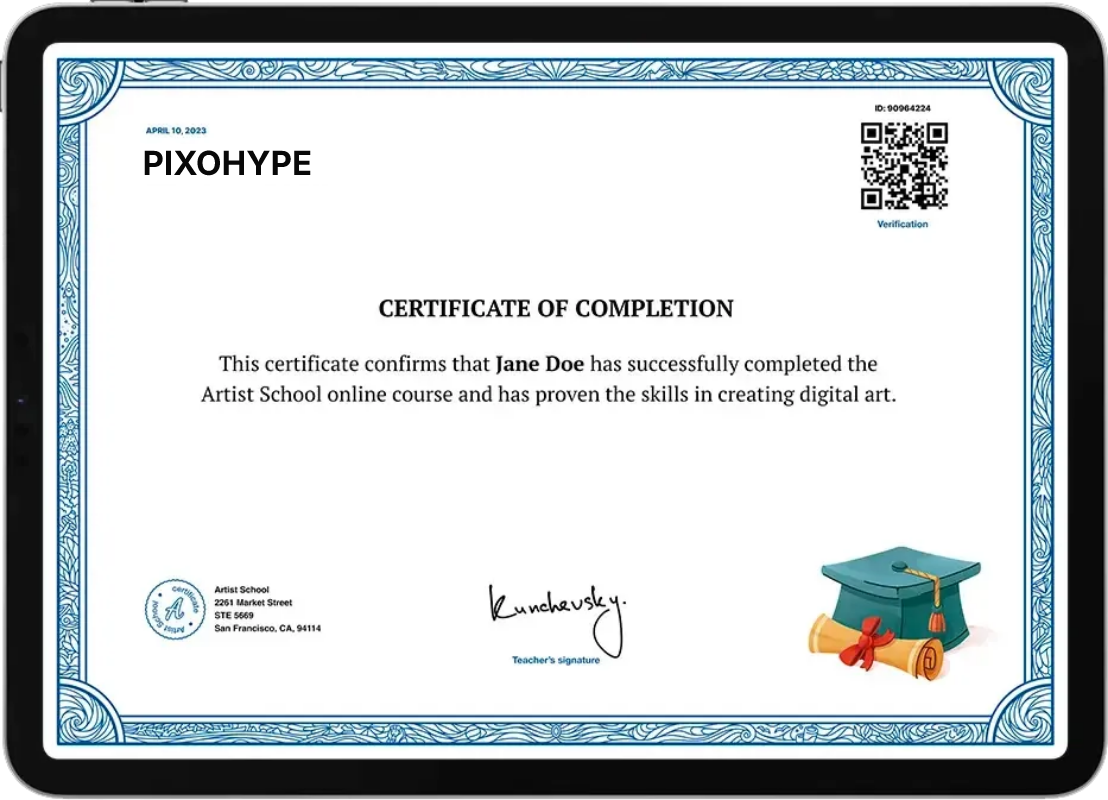 APRIL 10, 2023
PIXOHYPE
ID: 90964224
Verification
CERTIFICATE OF COMPLETION
This certificate confirms that Jane Doe has successfully completed the
Artist School online course and has proven the skills in creating digital art.
certificate
A
Artist School
Artist School
2261 Market Street
STE 5669
San Francisco, CA, 94114
Kunchevsky.
Teacher's signature